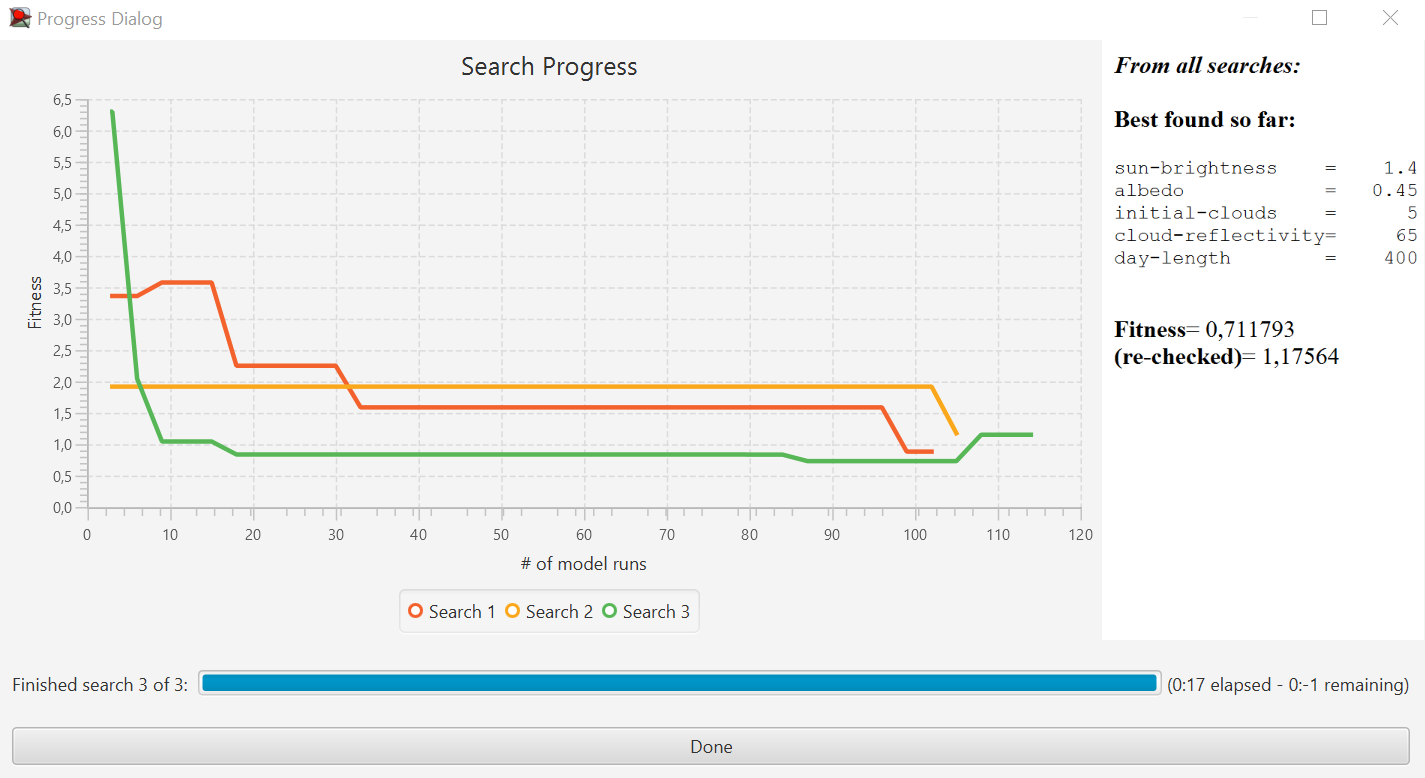 Progress Dialog
Search Progress
From all searches:
Best found so far:
sun-brightness = 1.4
albedo = 0.45
initial-clouds = 5
cloud-reflectivity= 65
day-length = 400
Fitness= 0,711793
(re-checked)= 1,17564
Fitness
6,5
6,0
5,5
5,0
4,5
4,0
3,5
3,0
2,5
2,0
1,5
1,0
0,5
0,0
0 10 20 30 40 50 60 70 80 90 100 110 120
# of model runs
Search 1 Search 2 Search 3
Finished search 3 of 3: (0:17 elapsed - 0:-1 remaining)
Done